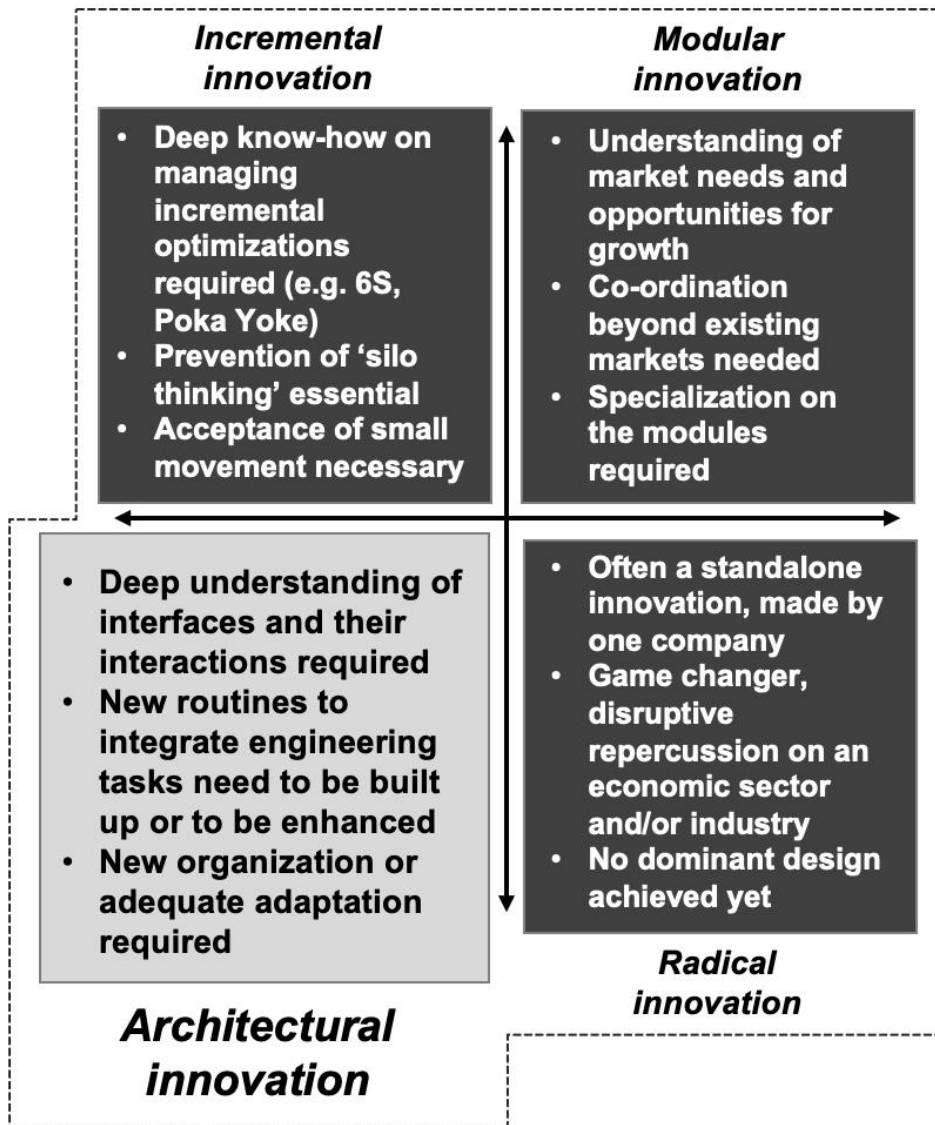 Incremental
innovation
• Deep know-how on
managing
incremental
optimizations
required (e.g. 6S,
Poka Yoke)
• Prevention of ‘silo
thinking’ essential
• Acceptance of small
movement necessary
Modular
innovation
• Understanding of
market needs and
opportunities for
growth
• Co-ordination
beyond existing
markets needed
• Specialization on
the modules
required
• Deep understanding of
interfaces and their
interactions required
• New routines to
integrate engineering
tasks need to be built
up or to be enhanced
• New organization or
adequate adaptation
required
Architectural
innovation
• Often a standalone
innovation, made by
one company
• Game changer,
disruptive
repercussion on an
economic sector
and/or industry
• No dominant design
achieved yet
Radical
innovation